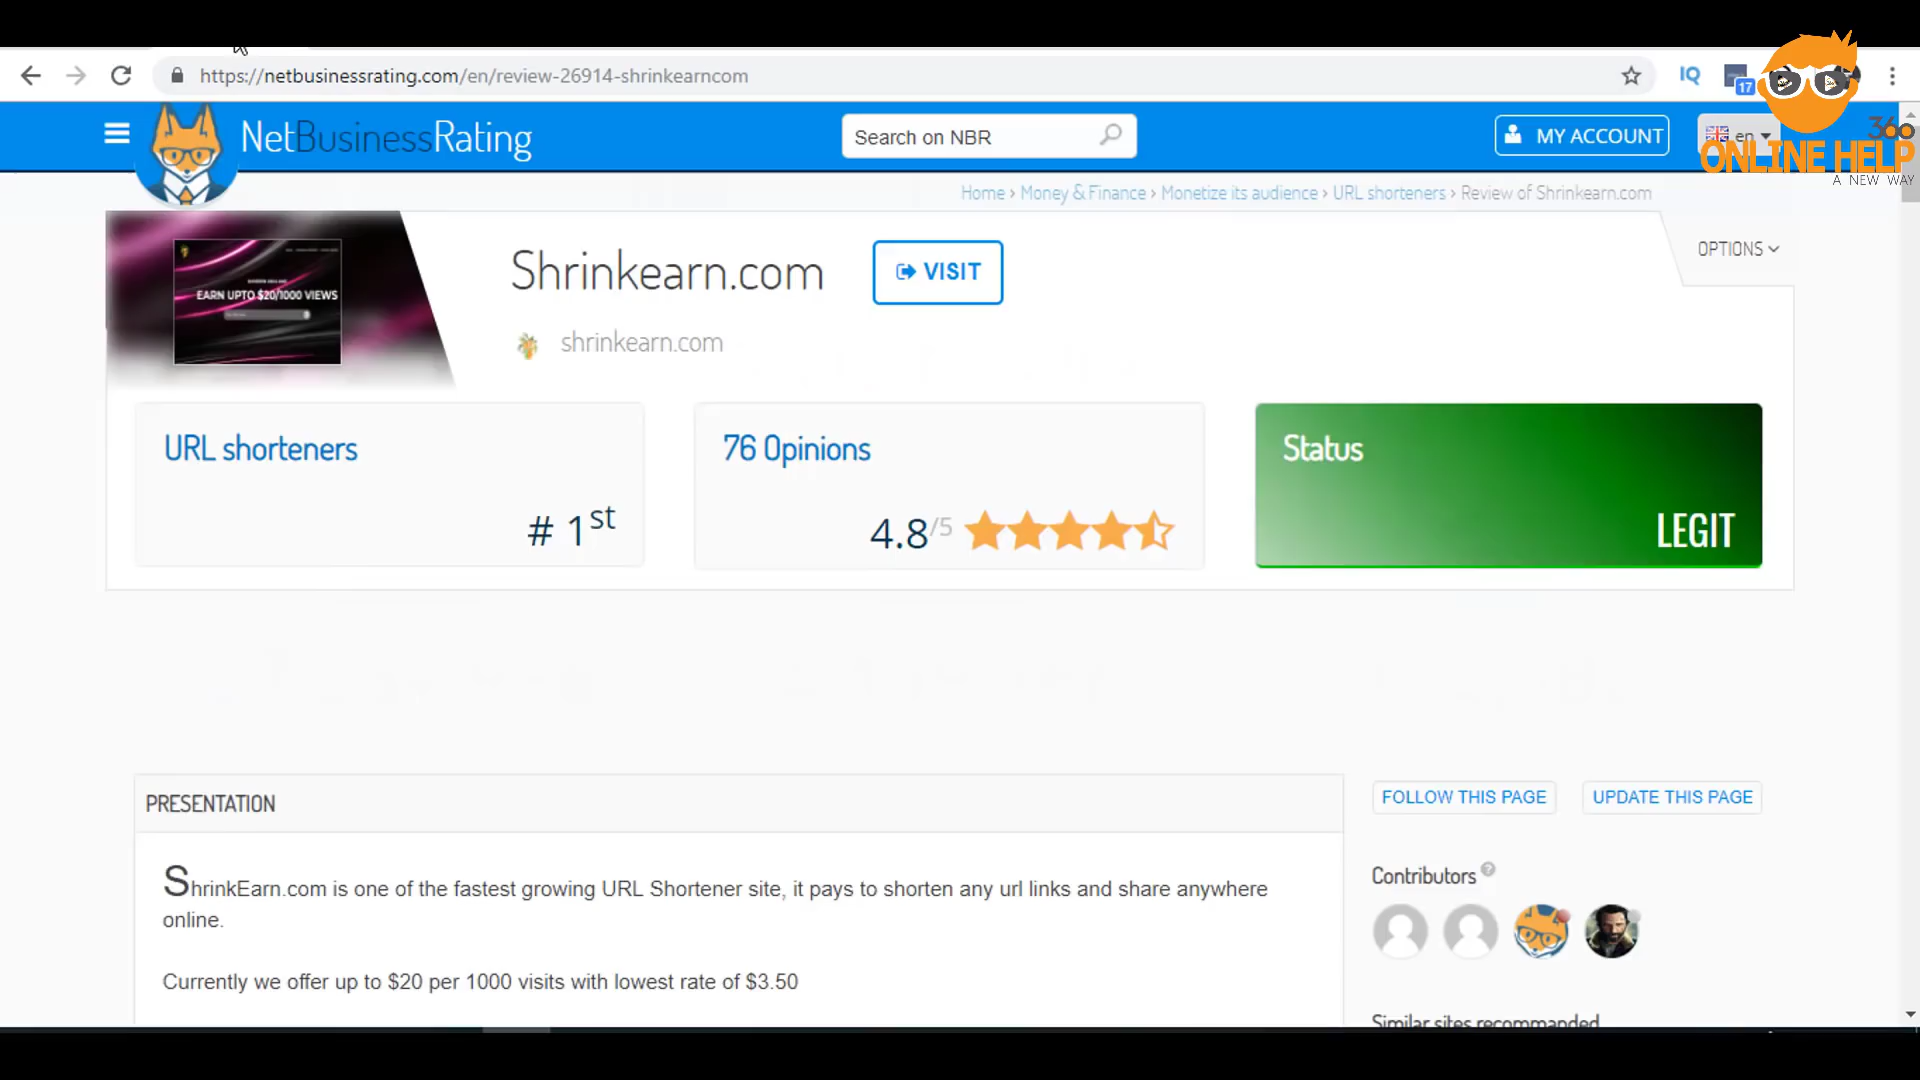 https://netbusinessrating.com/en/review-26914-shrinkearncom
IQ
17
NetBusinessRating
Search on NBR
MY ACCOUNT
en
360
ONLINE HELP
A NEW WAY
Home › Money & Finance › Monetize its audience › URL shorteners › Review of Shrinkearn.com
EARN UPTO $20/1000 VIEWS
Shrinkearn.com
VISIT
OPTIONS
shrinkearn.com
URL shorteners
# 1st
76 Opinions
4.8/5
Status
LEGIT
PRESENTATION
FOLLOW THIS PAGE
UPDATE THIS PAGE
ShrinkEarn.com is one of the fastest growing URL Shortener site, it pays to shorten any url links and share anywhere
online.
Currently we offer up to $20 per 1000 visits with lowest rate of $3.50
Contributors
?
Similar sites recommanded